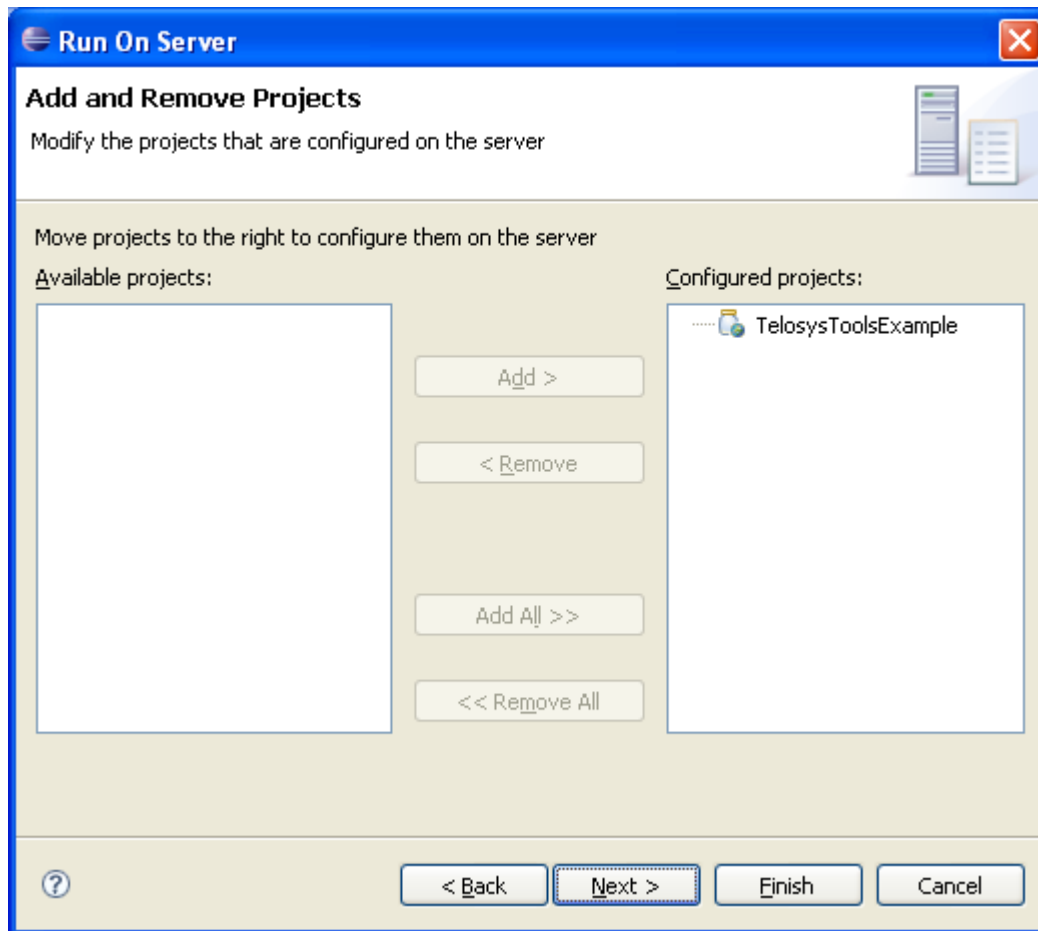 Run On Server
Add and Remove Projects
Modify the projects that are configured on the server
Move projects to the right to configure them on the server
Available projects:
Configured projects:
TelosysToolsExample
Add >
< Remove
Add All >>
<< Remove All
< Back
Next >
Finish
Cancel